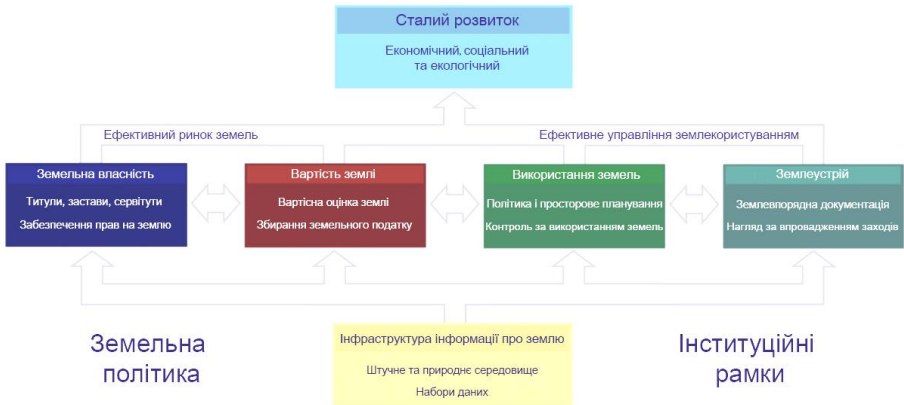 Сталий розвиток
Економічний, соціальний
та екологічний
Ефективний ринок земель
Ефективне управління землекористуванням
Земельна власність
Титули, застави, сервітути
Забезпечення прав на землю
Вартість землі
Вартісна оцінка землі
Збирання земельного податку
Використання земель
Політика і просторове планування
Контроль за використанням земель
Землеустрій
Землевпорядна документація
Нагляд за впровадженням заходів
Земельна
політика
Інфраструктура інформації про землю
Штучне та природнє середовище
Набори даних
Інституційні
рамки